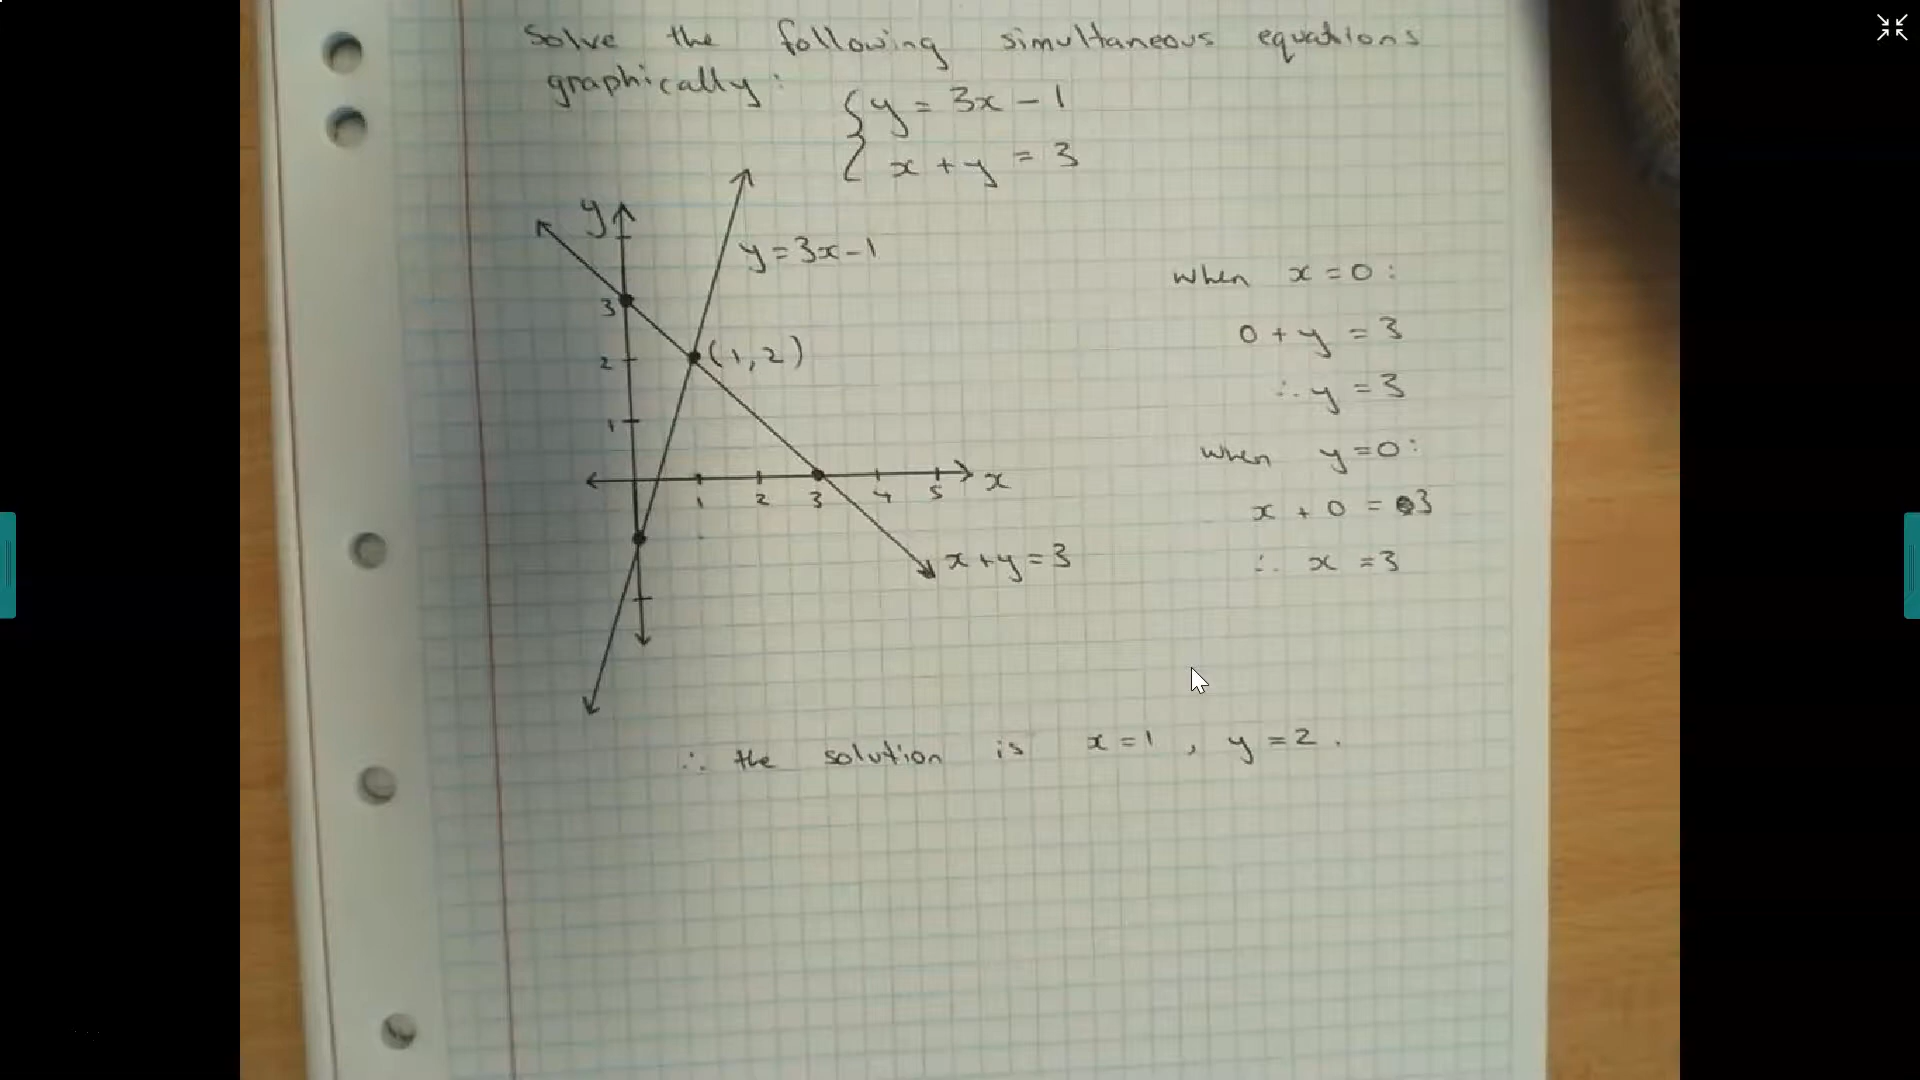 Solve the following simultaneous equations
graphically:
y = 3x - 1
x + y = 3
y
y = 3x - 1
3
(1, 2)
2
1
x
1 2 3 4 5
x + y = 3
when x = 0 :
0 + y = 3
∴ y = 3
when y = 0 :
x + 0 = 3
∴ x = 3
∴ the solution is x = 1 , y = 2 .